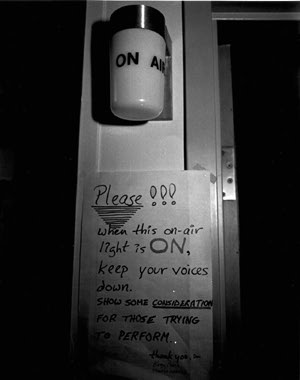 ON AIR
Please !!!
when this on-air
light is ON,
keep your voices
down.
SHOW SOME CONSIDERATION
FOR THOSE TRYING
TO PERFORM.
thank you